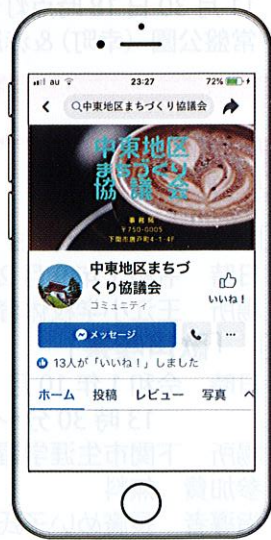 au
23:27
72%
中東地区まちづくり協議会
中東地区
まちづくり
協議会
事務局
〒750-0005
下関市唐戸町4-1-4F
中東地区まちづ
くり協議会
コミュニティ
いいね!
メッセージ
13人が「いいね!」しました
ホーム 投稿 レビュー 写真